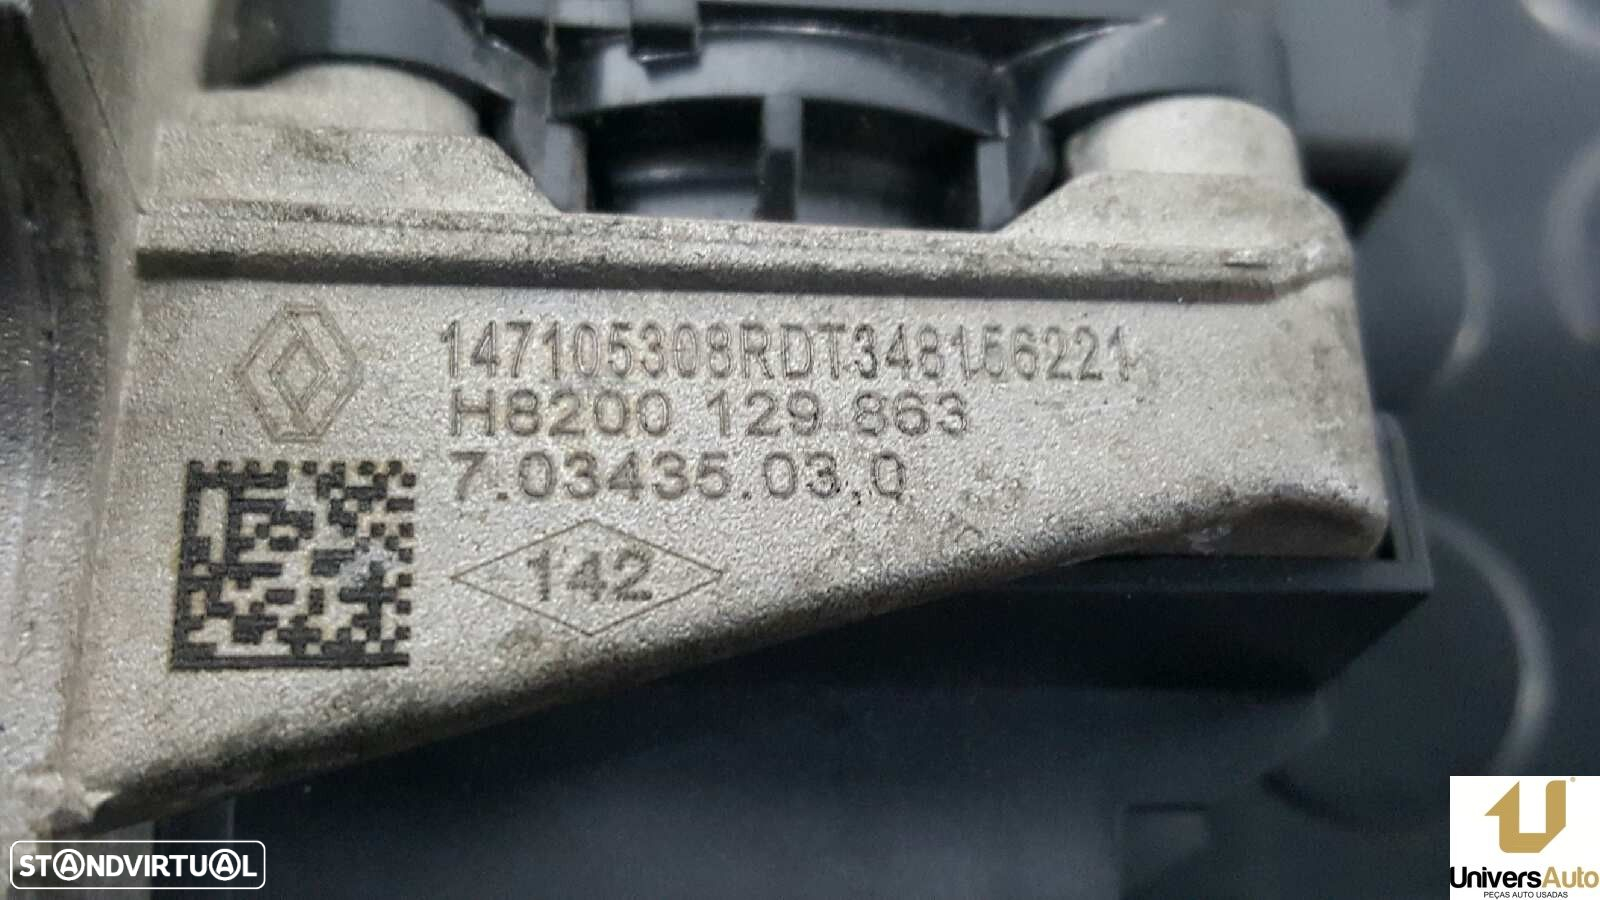 147105308RDT348156221
H8200 129 863
7.03435.03.0
142
STANDVIRTUAL
UniversAuto
PEÇAS AUTO USADAS